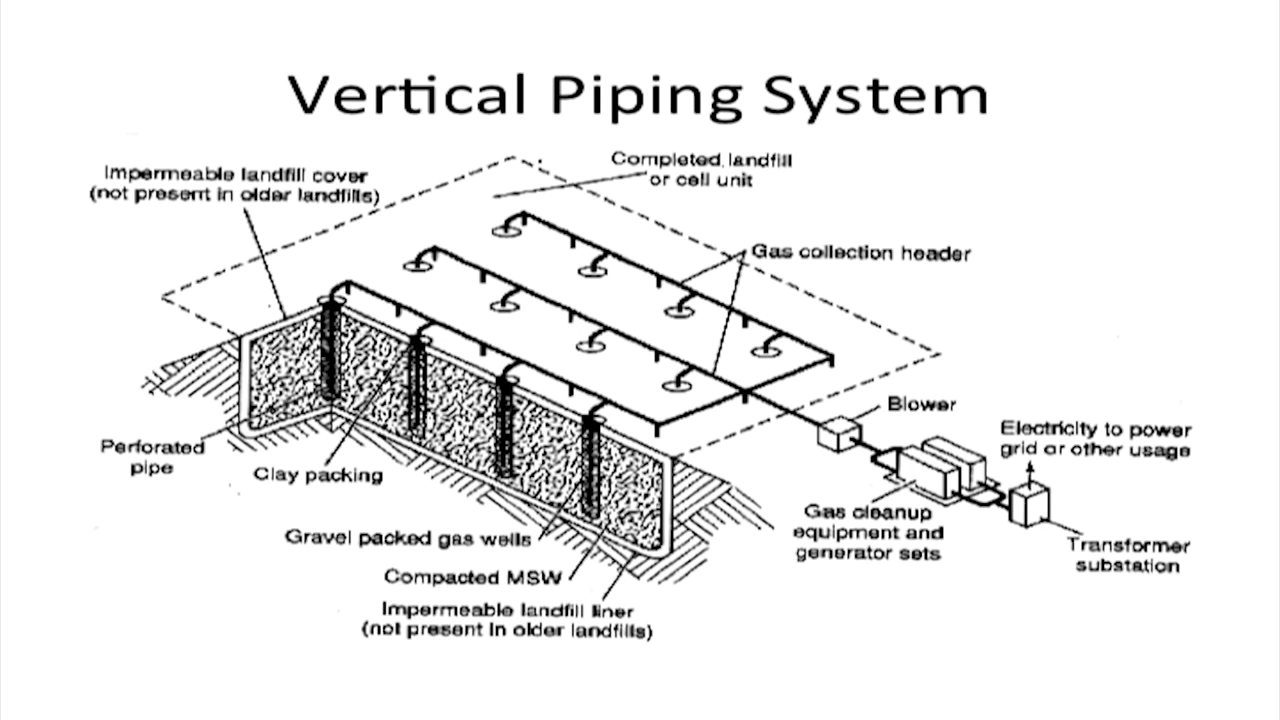 Vertical Piping System
Impermeable landfill cover
(not present in older landfills)
Completed landfill
or cell unit
Gas collection header
Blower
Electricity to power
grid or other usage
Perforated
pipe
Clay packing
Gravel packed gas wells
Gas cleanup
equipment and
generator sets
Transformer
substation
Compacted MSW
Impermeable landfill liner
(not present in older landfills)